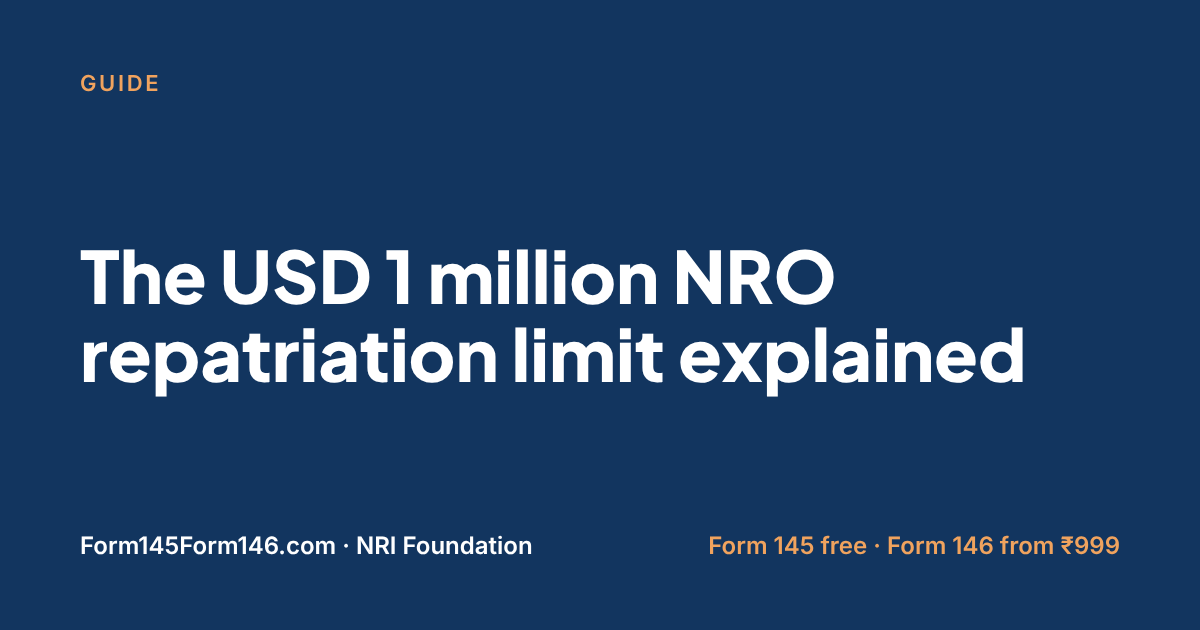 GUIDE
The USD 1 million NRO
repatriation limit explained
Form145Form146.com · NRI Foundation
Form 145 free · Form 146 from ₹999